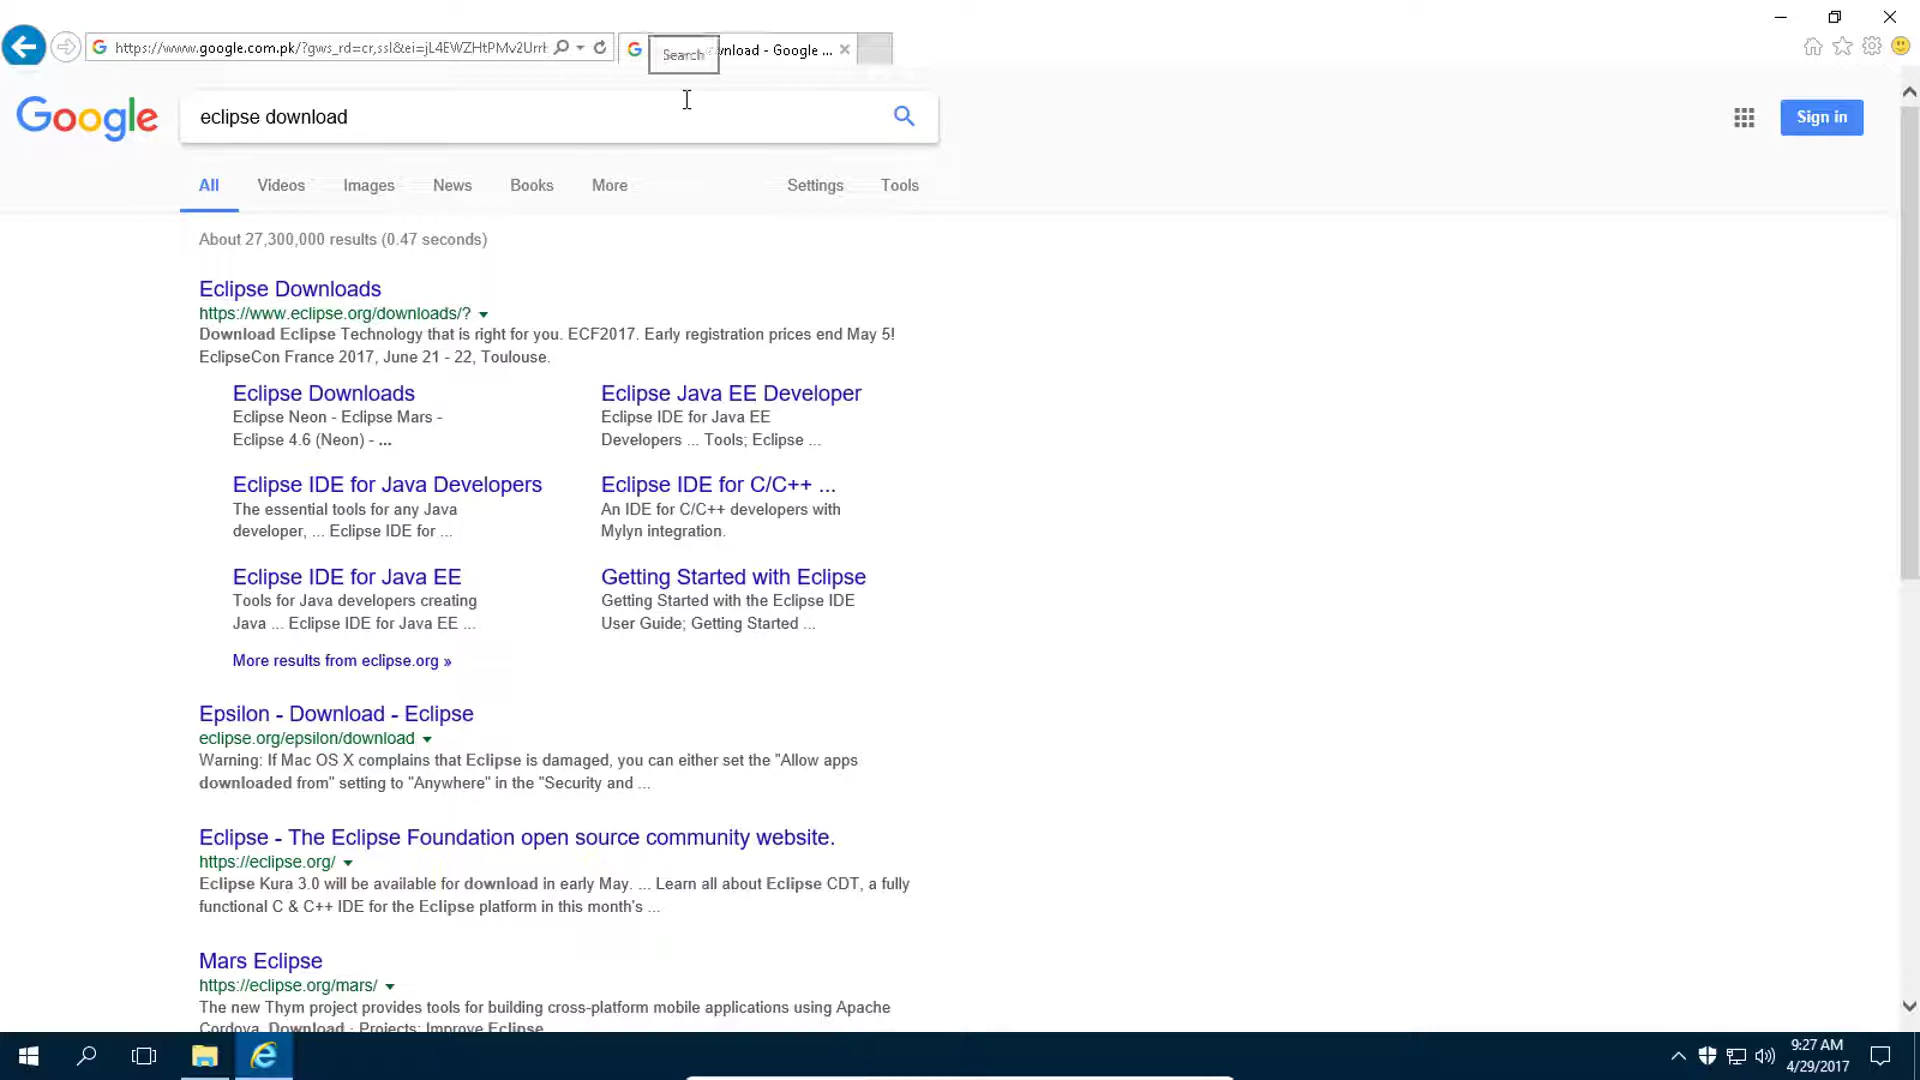 https://www.google.com.pk/?gws_rd=cr,ssl&ei=jL4EWZHtPMv2UrrH
Search
wnload - Google ...
Google
eclipse download
Sign in
All Videos Images News Books More Settings Tools
About 27,300,000 results (0.47 seconds)
Eclipse Downloads
https://www.eclipse.org/downloads/?
Download Eclipse Technology that is right for you. ECF2017. Early registration prices end May 5!
EclipseCon France 2017, June 21 - 22, Toulouse.
Eclipse Downloads
Eclipse Neon - Eclipse Mars -
Eclipse 4.6 (Neon) - ...
Eclipse Java EE Developer
Eclipse IDE for Java EE
Developers ... Tools; Eclipse ...
Eclipse IDE for Java Developers
The essential tools for any Java
developer, ... Eclipse IDE for ...
Eclipse IDE for C/C++ ...
An IDE for C/C++ developers with
Mylyn integration.
Eclipse IDE for Java EE
Tools for Java developers creating
Java ... Eclipse IDE for Java EE ...
Getting Started with Eclipse
Getting Started with the Eclipse IDE
User Guide; Getting Started ...
More results from eclipse.org »
Epsilon - Download - Eclipse
eclipse.org/epsilon/download
Warning: If Mac OS X complains that Eclipse is damaged, you can either set the "Allow apps
downloaded from" setting to "Anywhere" in the "Security and ...
Eclipse - The Eclipse Foundation open source community website.
https://eclipse.org/
Eclipse Kura 3.0 will be available for download in early May. ... Learn all about Eclipse CDT, a fully
functional C & C++ IDE for the Eclipse platform in this month's ...
Mars Eclipse
https://eclipse.org/mars/
The new Thym project provides tools for building cross-platform mobile applications using Apache
Cordova. Download · Projects: Improve Eclipse
9:27 AM
4/29/2017